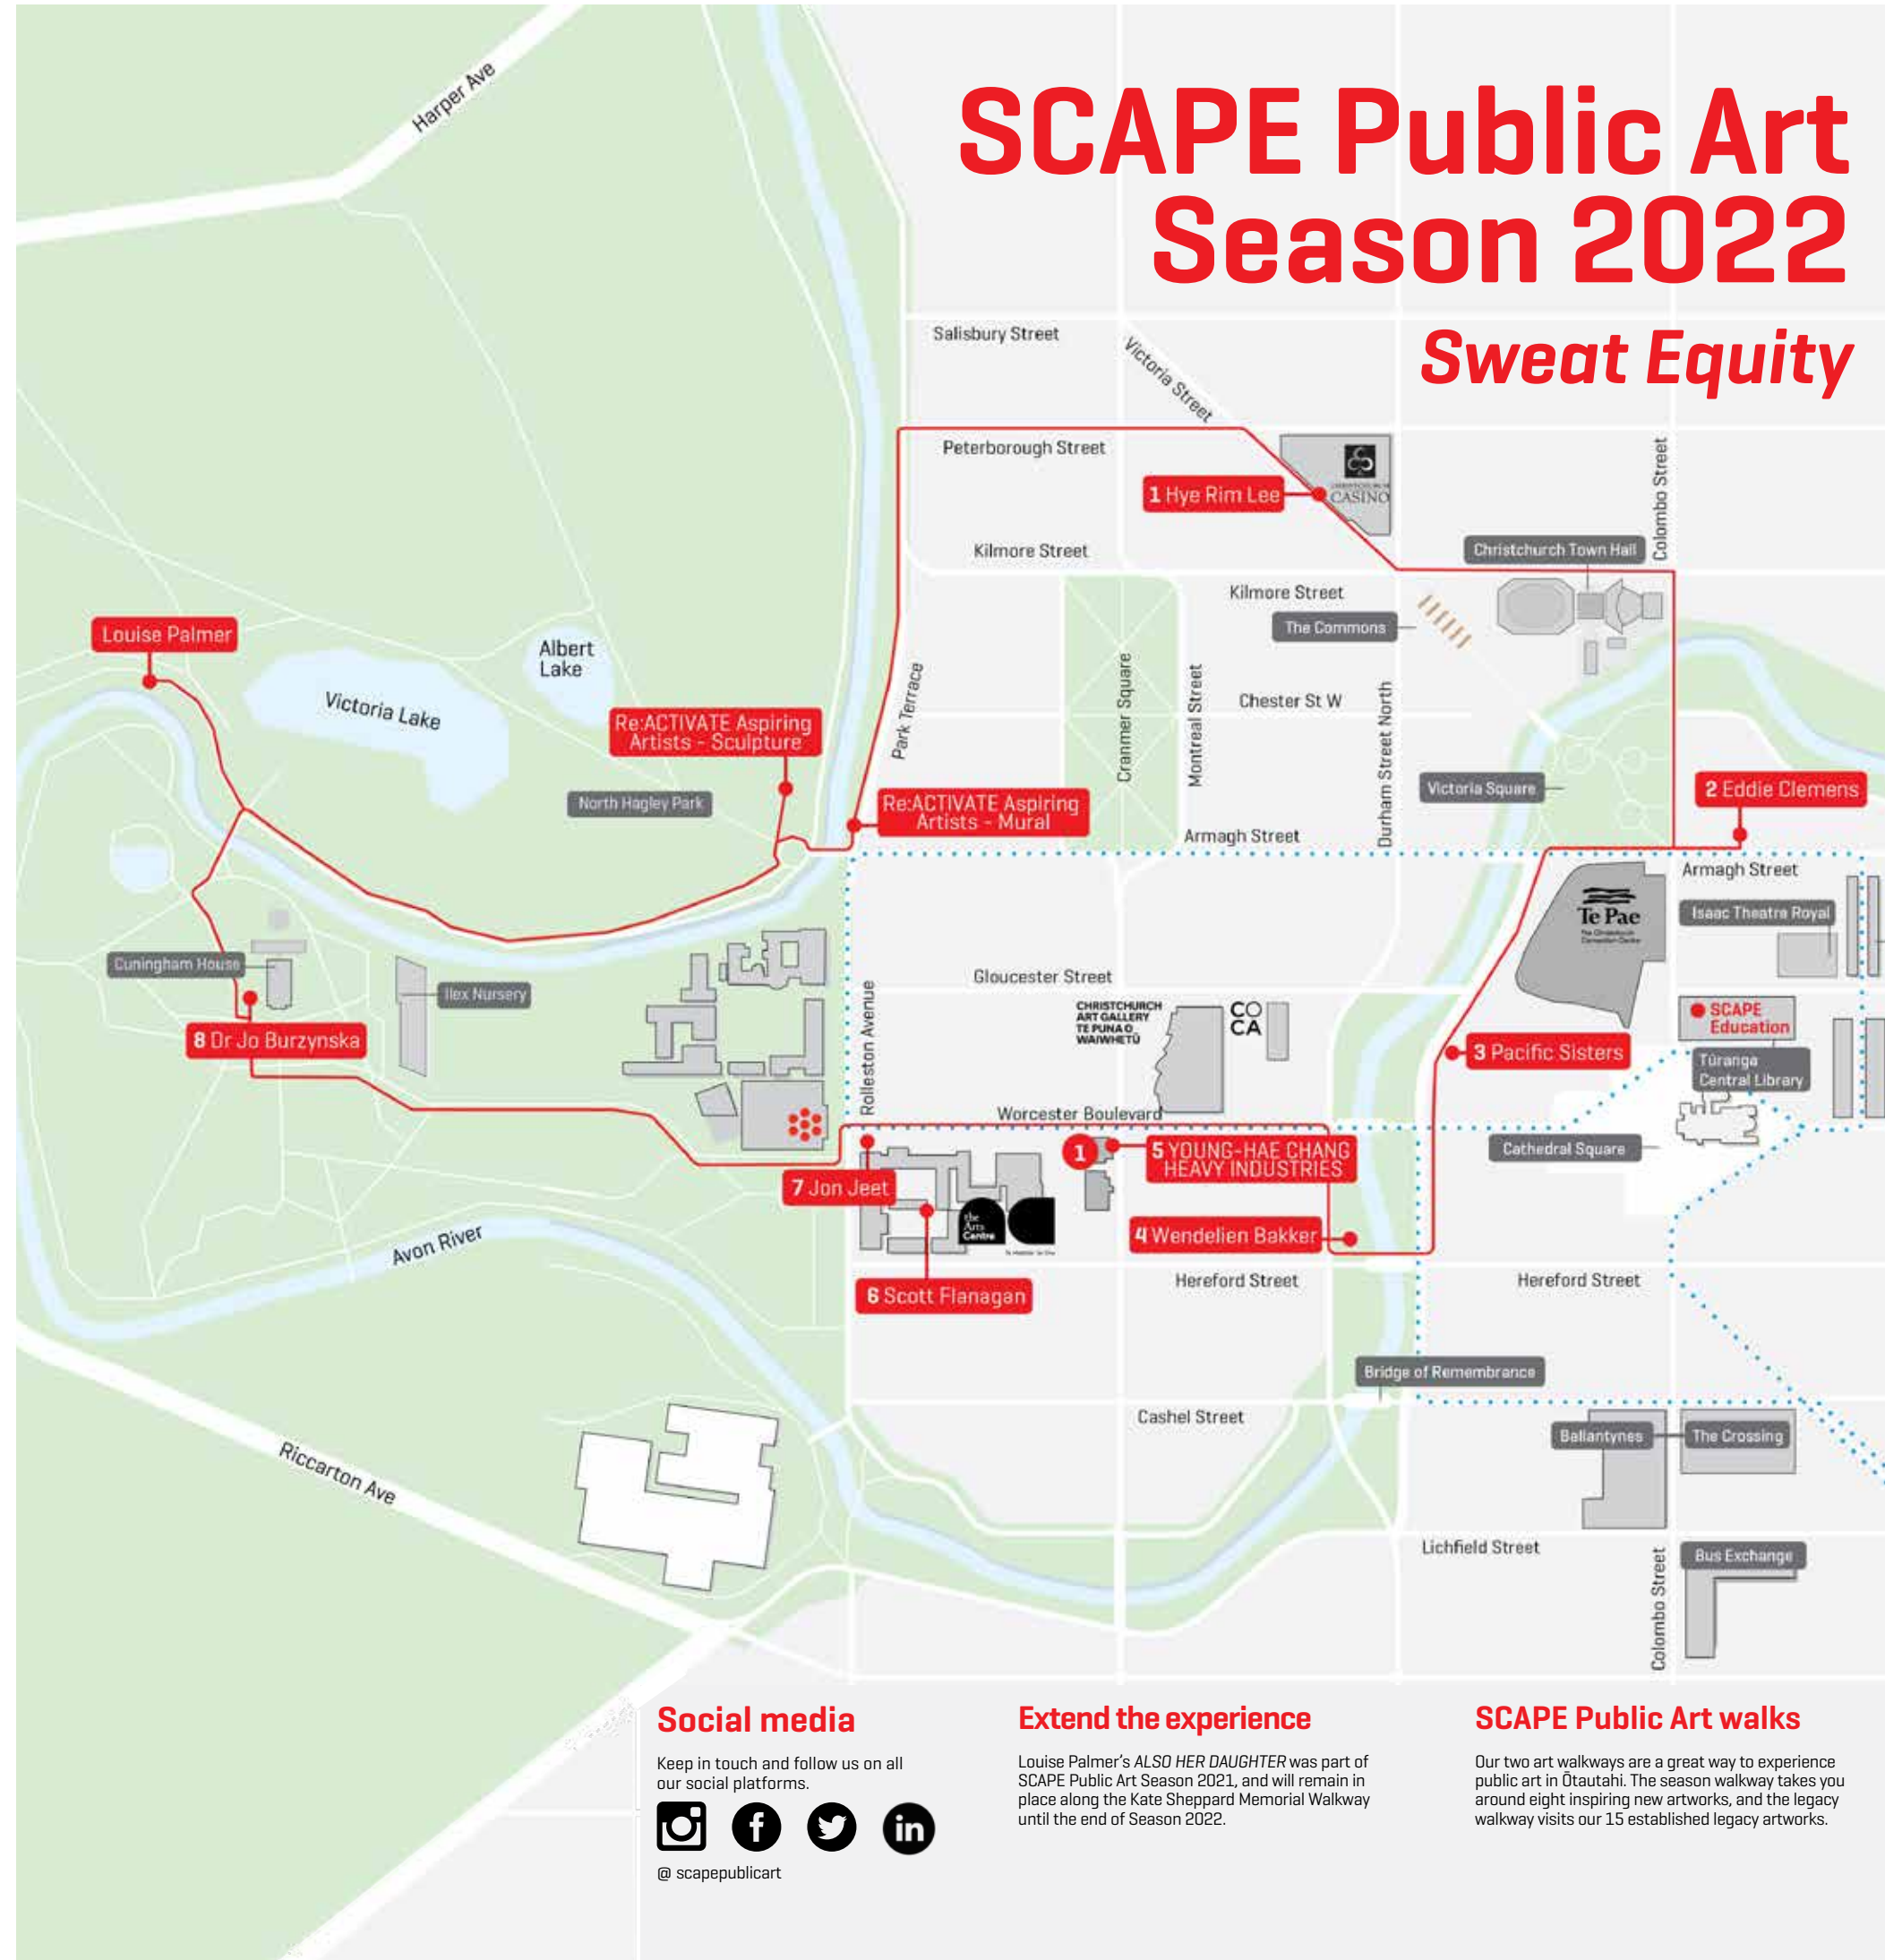 SCAPE Public Art
Season 2022
Sweat Equity
Harper Ave
Salisbury Street
Victoria Street
Peterborough Street
Colombo Street
1 Hye Rim Lee
CASINO
Kilmore Street
Christchurch Town Hall
Kilmore Street
The Commons
Louise Palmer
Albert
Lake
Victoria Lake
Park Terrace
Cranmer Square
Montreal Street
Chester St W
Durham Street North
Re:ACTIVATE Aspiring
Artists - Sculpture
North Hagley Park
Re:ACTIVATE Aspiring
Artists - Mural
Victoria Square
2 Eddie Clemens
Armagh Street
Armagh Street
Te Pae
Isaac Theatre Royal
Cuningham House
Ilex Nursery
Gloucester Street
Rolleston Avenue
CHRISTCHURCH
ART GALLERY
TE PUNA O
WAIWHETŪ
CO
CA
SCAPE
Education
8 Dr Jo Burzynska
3 Pacific Sisters
Tūranga
Central Library
Worcester Boulevard
1
5 YOUNG-HAE CHANG
HEAVY INDUSTRIES
Cathedral Square
7 Jon Jeet
the
Arts
Centre
4 Wendelien Bakker
Avon River
6 Scott Flanagan
Hereford Street
Hereford Street
Bridge of Remembrance
Cashel Street
Ballantynes
The Crossing
Riccarton Ave
Lichfield Street
Bus Exchange
Colombo Street
Social media
Keep in touch and follow us on all
our social platforms.
@ scapepublicart
Extend the experience
Louise Palmer's ALSO HER DAUGHTER was part of
SCAPE Public Art Season 2021, and will remain in
place along the Kate Sheppard Memorial Walkway
until the end of Season 2022.
SCAPE Public Art walks
Our two art walkways are a great way to experience
public art in Ōtautahi. The season walkway takes you
around eight inspiring new artworks, and the legacy
walkway visits our 15 established legacy artworks.